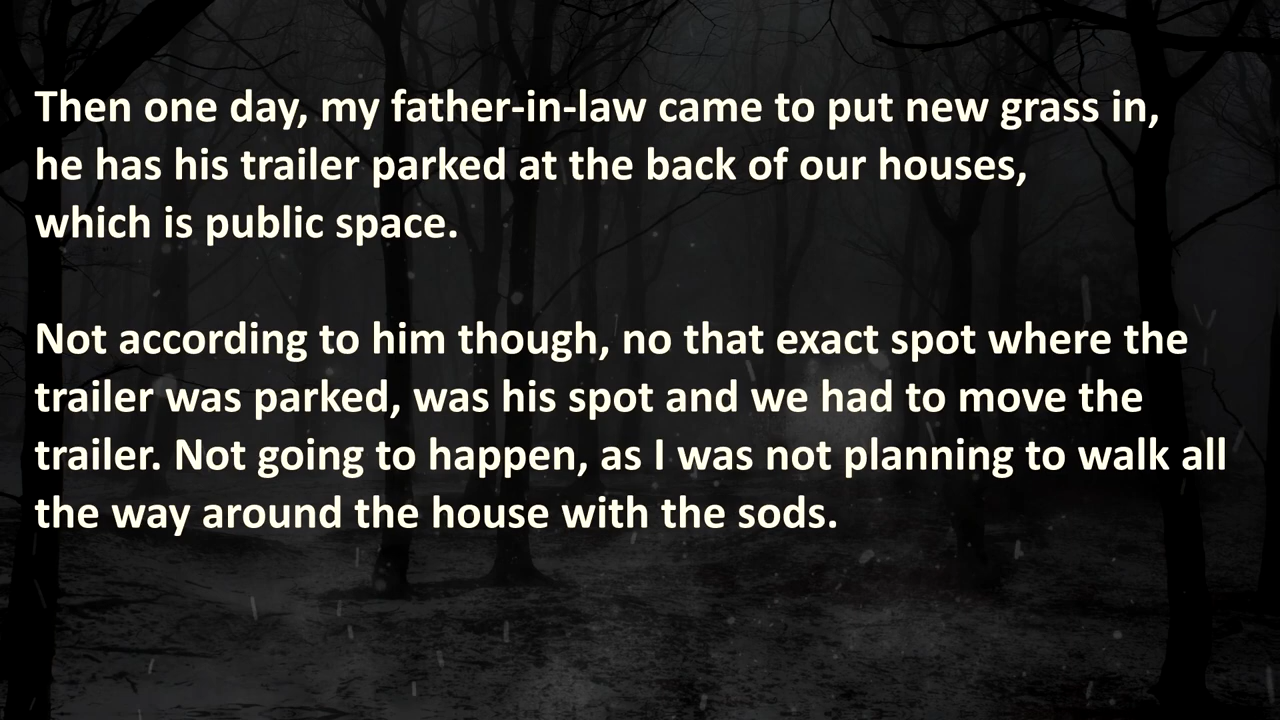 Then one day, my father-in-law came to put new grass in,
he has his trailer parked at the back of our houses,
which is public space.
Not according to him though, no that exact spot where the
trailer was parked, was his spot and we had to move the
trailer. Not going to happen, as I was not planning to walk all
the way around the house with the sods.